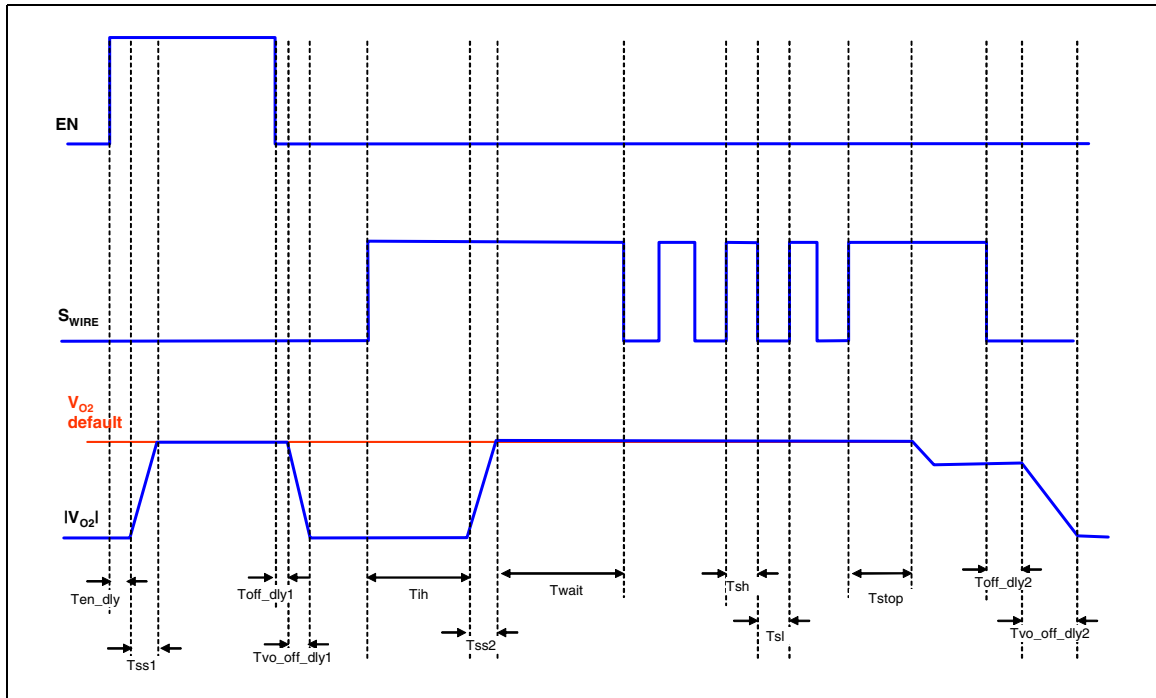 EN
SWIRE
VO2
default
|VO2|
Ten_dly
Toff_dly1
Tih
Twait
Tsh
Tstop
Toff_dly2
Tss1
Tvo_off_dly1
Tss2
Tsl
Tvo_off_dly2